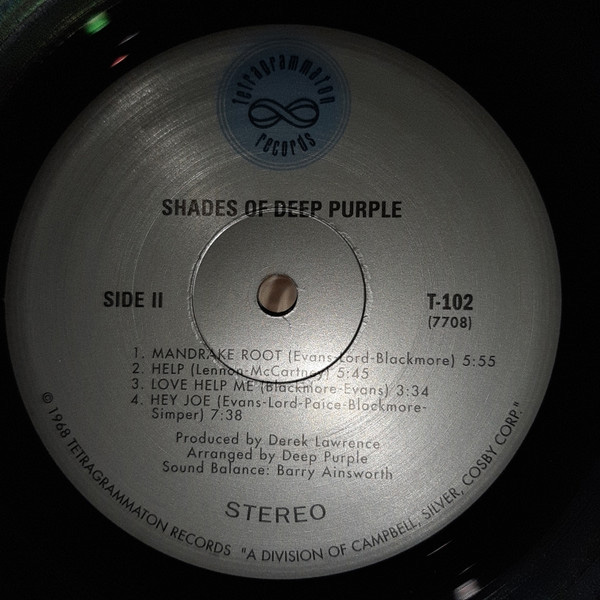 tetragrammaton
records
SHADES OF DEEP PURPLE
SIDE II
T-102
(7708)
1. MANDRAKE ROOT (Evans-Lord-Blackmore) 5:55
2. HELP (Lennon-McCartney) 5:45
3. LOVE HELP ME (Blackmore-Evans) 3:34
4. HEY JOE (Evans-Lord-Paice-Blackmore-
Simper) 7:38
Produced by Derek Lawrence
Arranged by Deep Purple
Sound Balance: Barry Ainsworth
STEREO
© 1968 TETRAGRAMMATON RECORDS "A DIVISION OF CAMPBELL, SILVER, COSBY CORP."